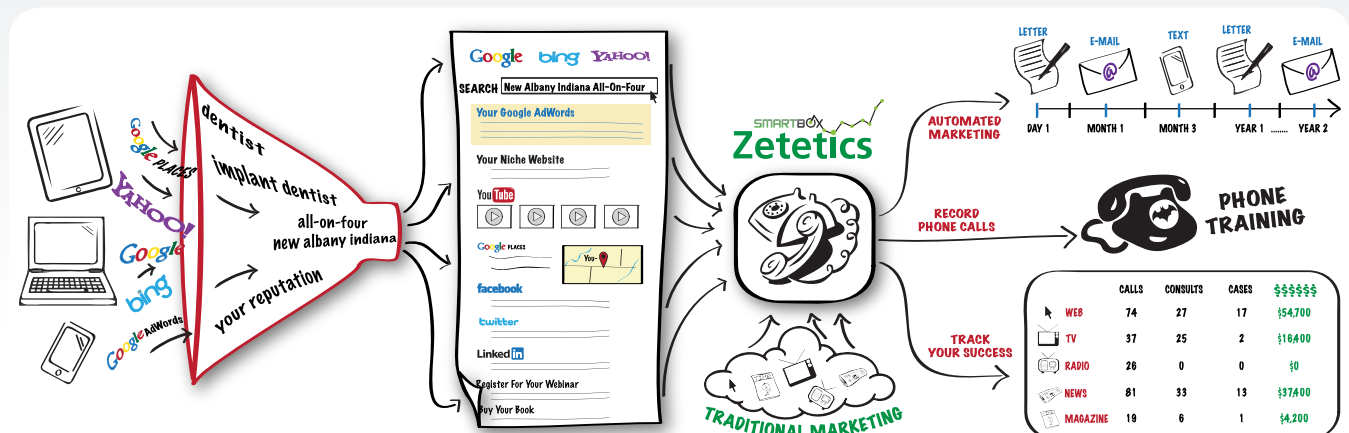 Google PLACES
YAHOO!
Google
bing
Google AdWords
dentist
implant dentist
all-on-four
new albany indiana
your reputation
Google bing YAHOO!
SEARCH New Albany Indiana All-On-Four
Your Google AdWords
Your Niche Website
YouTube
Google PLACES
You-
facebook
twitter
Linked in
Register For Your Webinar
Buy Your Book
SMARTBOX
Zetetics
TRADITIONAL MARKETING
AUTOMATED
MARKETING
RECORD
PHONE CALLS
TRACK
YOUR SUCCESS
LETTER E-MAIL TEXT LETTER E-MAIL
@ @
DAY 1 MONTH 1 MONTH 3 YEAR 1 ........ YEAR 2
PHONE
TRAINING
CALLS CONSULTS CASES $$$$$$
WEB 74 27 17 $54,700
TV 37 25 2 $16,400
RADIO 26 0 0 $0
NEWS 81 33 13 $37,400
MAGAZINE 19 6 1 $4,200